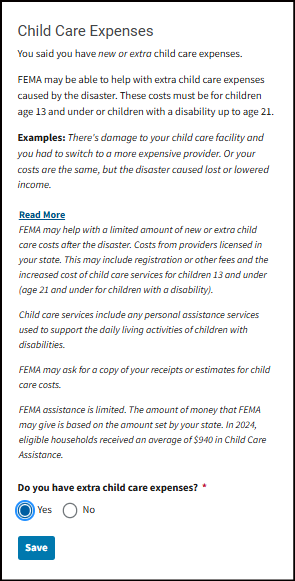 Child Care Expenses
You said you have new or extra child care expenses.
FEMA may be able to help with extra child care expenses
caused by the disaster. These costs must be for children
age 13 and under or children with a disability up to age 21.
Examples: There's damage to your child care facility and
you had to switch to a more expensive provider. Or your
costs are the same, but the disaster caused lost or lowered
income.
Read More
FEMA may help with a limited amount of new or extra child
care costs after the disaster. Costs from providers licensed in
your state. This may include registration or other fees and the
increased cost of child care services for children 13 and under
(age 21 and under for children with a disability).
Child care services include any personal assistance services
used to support the daily living activities of children with
disabilities.
FEMA may ask for a copy of your receipts or estimates for child
care costs.
FEMA assistance is limited. The amount of money that FEMA
may give is based on the amount set by your state. In 2024,
eligible households received an average of $940 in Child Care
Assistance.
Do you have extra child care expenses? *
Yes No
Save